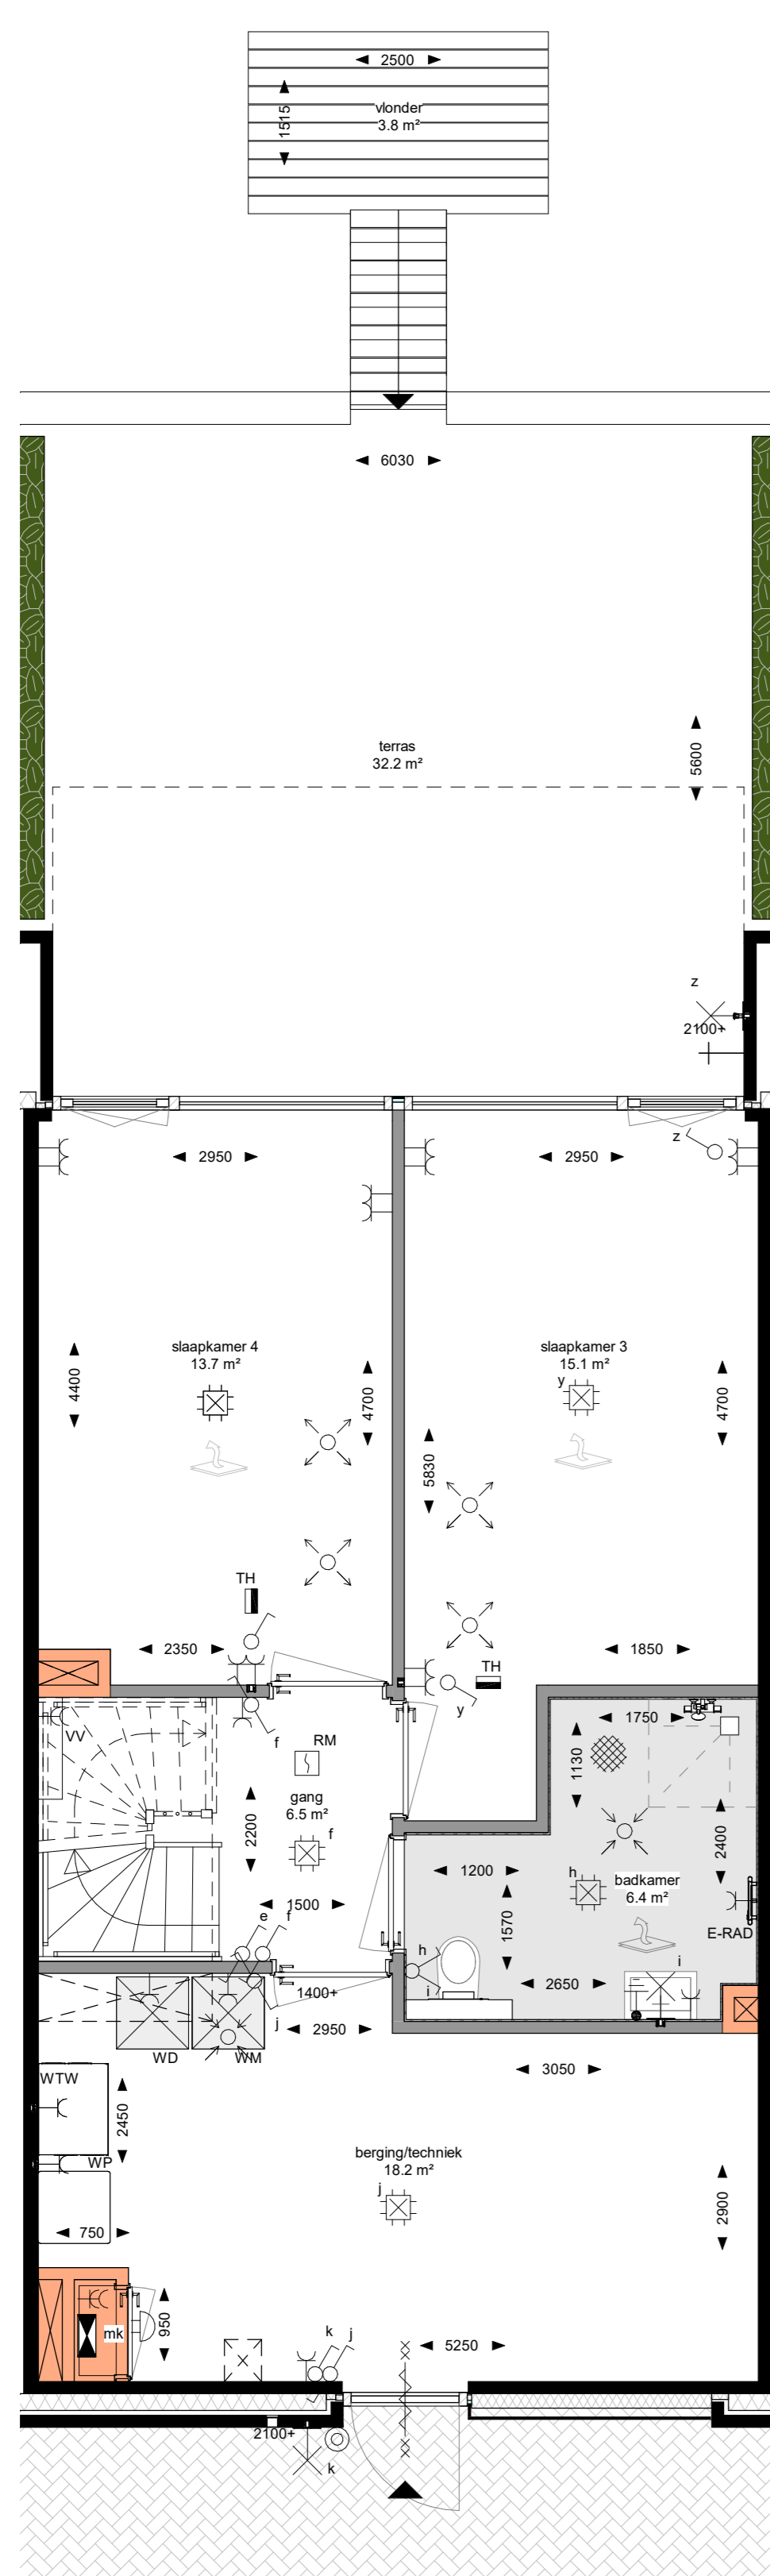 2500
1515
vlonder
3.8 m²
6030
terras
32.2 m²
5600
z
2100+
2950
2950
z
slaapkamer 4
13.7 m²
slaapkamer 3
15.1 m²
y
4400
4700
4700
5830
TH
2350
1850
TH
y
f
VV
RM
1750
1130
gang
6.5 m²
f
2200
2400
1200
h
badkamer
6.4 m²
1500
e
f
1570
E-RAD
h
i
i
2650
1400+
j
2950
WD
WM
3050
WTW
2450
WP
berging/techniek
18.2 m²
j
2900
750
mk
950
k
j
5250
2100+
k